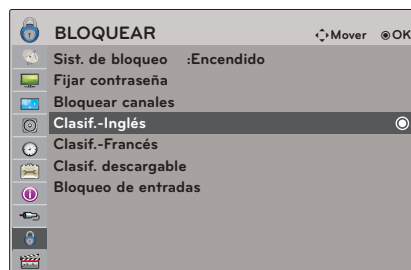 BLOQUEAR Mover OK
Sist. de bloqueo :Encendido
Fijar contraseña
Bloquear canales
Clasif.-Inglés
Clasif.-Francés
Clasif. descargable
Bloqueo de entradas